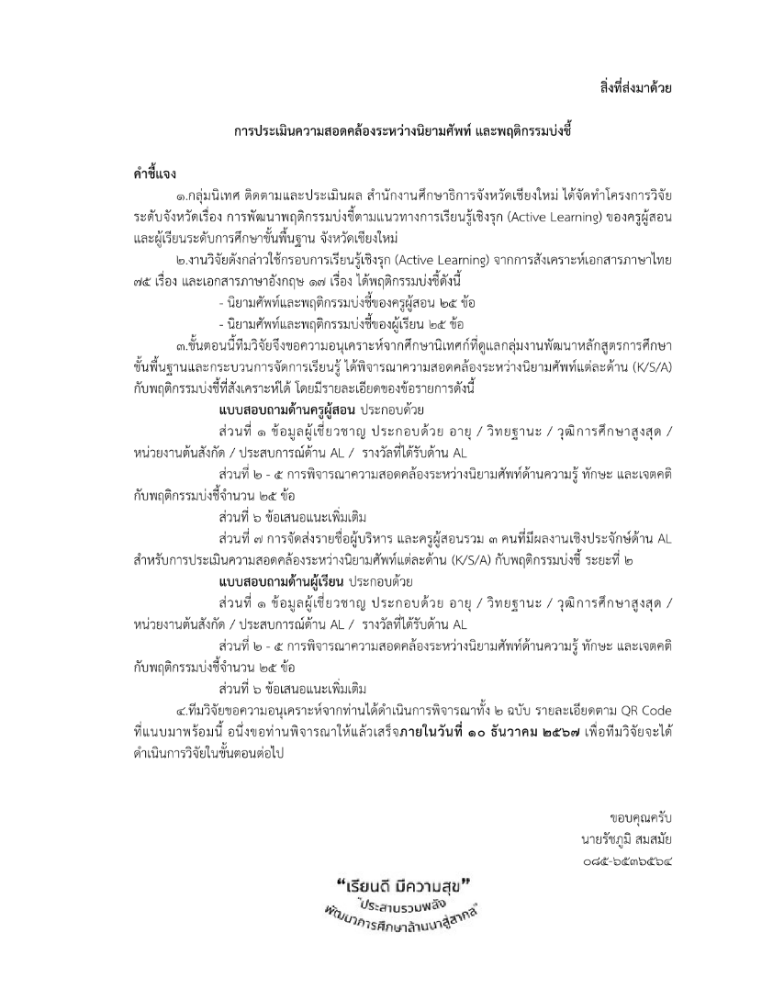 สิ่งที่ส่งมาด้วย
การประเมินความสอดคล้องระหว่างนิยามศัพท์ และพฤติกรรมบ่งชี้
คำชี้แจง
๑.กลุ่มนิเทศ ติดตามและประเมินผล สำนักงานศึกษาธิการจังหวัดเชียงใหม่ ได้จัดทำโครงการวิจัย
ระดับจังหวัดเรื่อง การพัฒนาพฤติกรรมบ่งชี้ตามแนวทางการเรียนรู้เชิงรุก (Active Learning) ของครูผู้สอน
และผู้เรียนระดับการศึกษาขั้นพื้นฐาน จังหวัดเชียงใหม่
๒.งานวิจัยดังกล่าวใช้กรอบการเรียนรู้เชิงรุก (Active Learning) จากการสังเคราะห์เอกสารภาษาไทย
๗๕ เรื่อง และเอกสารภาษาอังกฤษ ๑๗ เรื่อง ได้พฤติกรรมบ่งชี้ดังนี้
- นิยามศัพท์และพฤติกรรมบ่งชี้ของครูผู้สอน ๒๕ ข้อ
- นิยามศัพท์และพฤติกรรมบ่งชี้ของผู้เรียน ๒๕ ข้อ
๓.ขั้นตอนนี้ทีมวิจัยจึงขอความอนุเคราะห์จากศึกษานิเทศก์ที่ดูแลกลุ่มงานพัฒนาหลักสูตรการศึกษา
ขั้นพื้นฐานและกระบวนการจัดการเรียนรู้ ได้พิจารณาความสอดคล้องระหว่างนิยามศัพท์แต่ละด้าน (K/S/A)
กับพฤติกรรมบ่งชี้ที่สังเคราะห์ได้ โดยมีรายละเอียดของข้อรายการดังนี้
แบบสอบถามด้านครูผู้สอน ประกอบด้วย
ส่วนที่ ๑ ข้อมูลผู้เชี่ยวชาญ ประกอบด้วย อายุ / วิทยฐานะ / วุฒิการศึกษาสูงสุด /
หน่วยงานต้นสังกัด / ประสบการณ์ด้าน AL / รางวัลที่ได้รับด้าน AL
ส่วนที่ ๒ - ๕ การพิจารณาความสอดคล้องระหว่างนิยามศัพท์ด้านความรู้ ทักษะ และเจตคติ
กับพฤติกรรมบ่งชี้จำนวน ๒๕ ข้อ
ส่วนที่ ๖ ข้อเสนอแนะเพิ่มเติม
ส่วนที่ ๗ การจัดส่งรายชื่อผู้บริหาร และครูผู้สอนรวม ๓ คนที่มีผลงานเชิงประจักษ์ด้าน AL
สำหรับการประเมินความสอดคล้องระหว่างนิยามศัพท์แต่ละด้าน (K/S/A) กับพฤติกรรมบ่งชี้ ระยะที่ ๒
แบบสอบถามด้านผู้เรียน ประกอบด้วย
ส่วนที่ ๑ ข้อมูลผู้เชี่ยวชาญ ประกอบด้วย อายุ / วิทยฐานะ / วุฒิการศึกษาสูงสุด /
หน่วยงานต้นสังกัด / ประสบการณ์ด้าน AL / รางวัลที่ได้รับด้าน AL
ส่วนที่ ๒ - ๕ การพิจารณาความสอดคล้องระหว่างนิยามศัพท์ด้านความรู้ ทักษะ และเจตคติ
กับพฤติกรรมบ่งชี้จำนวน ๒๕ ข้อ
ส่วนที่ ๖ ข้อเสนอแนะเพิ่มเติม
๔.ทีมวิจัยขอความอนุเคราะห์จากท่านได้ดำเนินการพิจารณาทั้ง ๒ ฉบับ รายละเอียดตาม QR Code
ที่แนบมาพร้อมนี้ อนึ่งขอท่านพิจารณาให้แล้วเสร็จภายในวันที่ ๑๐ ธันวาคม ๒๕๖๗ เพื่อทีมวิจัยจะได้
ดำเนินการวิจัยในขั้นตอนต่อไป
ขอบคุณครับ
นายรัชภูมิ สมสมัย
๐๘๕-๖๕๓๖๕๖๔
“เรียนดี มีความสุข”
"ประสานรวมพลัง
พัฒนาการศึกษาล้านนาสู่สากล"